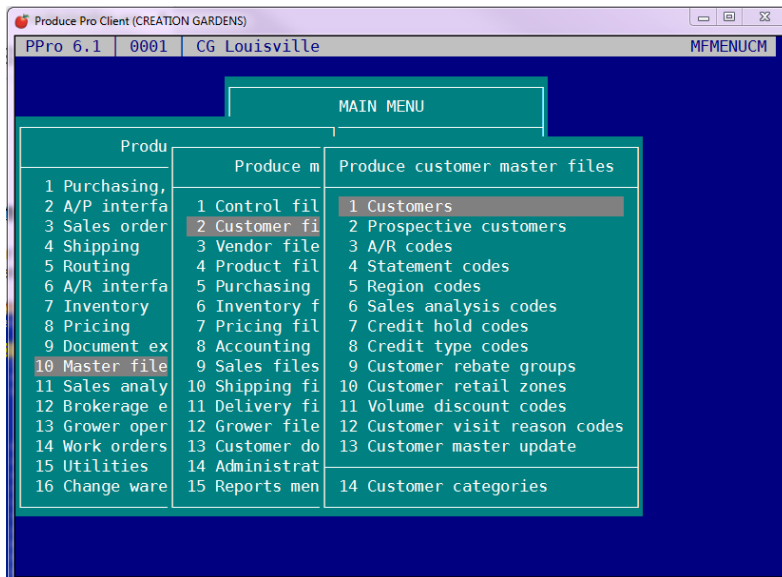 Produce Pro Client (CREATION GARDENS)
PPro 6.1 0001 CG Louisville MFMENUCM
MAIN MENU
Produ
1 Purchasing,
2 A/P interfa
3 Sales order
4 Shipping
5 Routing
6 A/R interfa
7 Inventory
8 Pricing
9 Document ex
10 Master file
11 Sales analy
12 Brokerage e
13 Grower oper
14 Work orders
15 Utilities
16 Change ware
Produce m
1 Control fil
2 Customer fi
3 Vendor file
4 Product fil
5 Purchasing
6 Inventory f
7 Pricing fil
8 Accounting
9 Sales files
10 Shipping fi
11 Delivery fi
12 Grower file
13 Customer do
14 Administrat
15 Reports men
Produce customer master files
1 Customers
2 Prospective customers
3 A/R codes
4 Statement codes
5 Region codes
6 Sales analysis codes
7 Credit hold codes
8 Credit type codes
9 Customer rebate groups
10 Customer retail zones
11 Volume discount codes
12 Customer visit reason codes
13 Customer master update
14 Customer categories